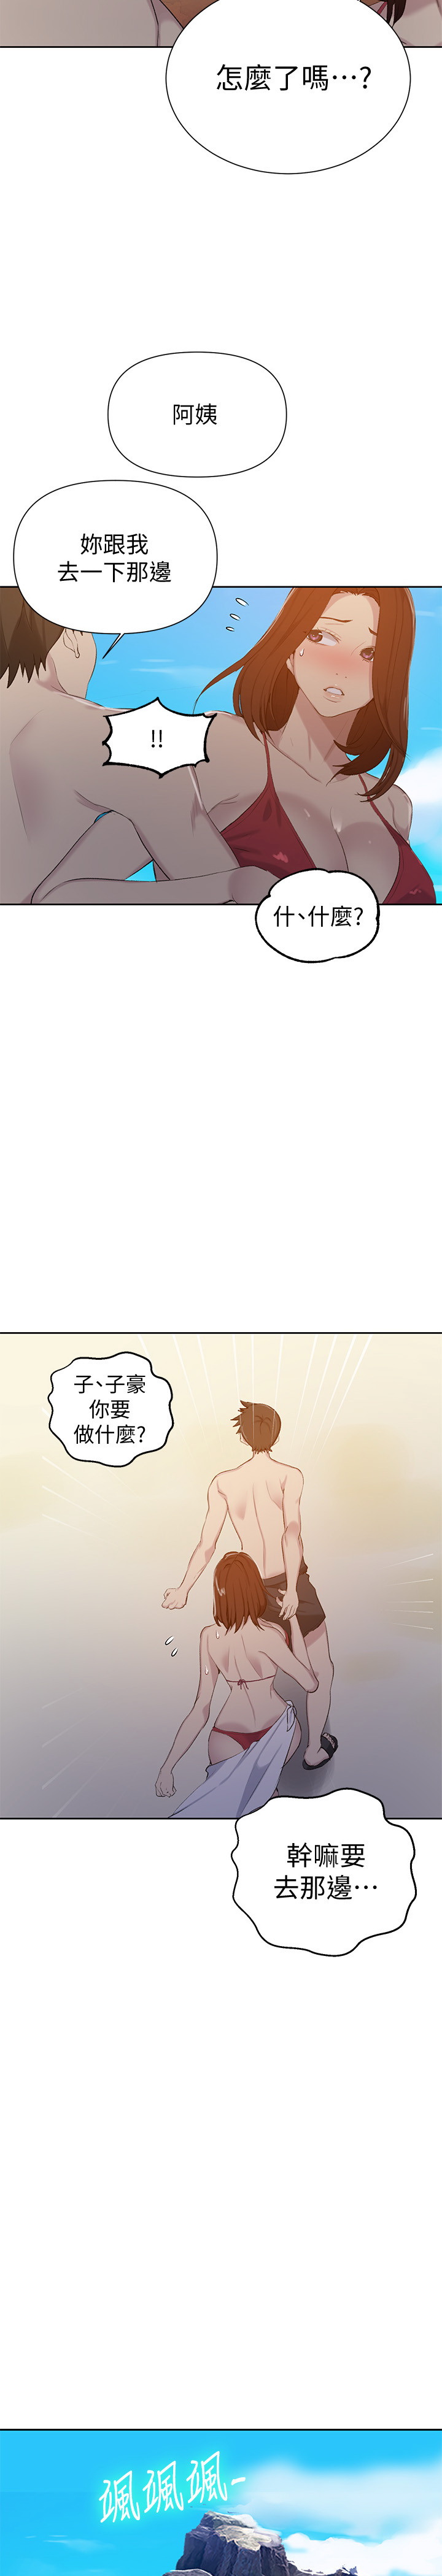 怎麼了嗎…?
阿姨
妳跟我
去一下那邊
!!
什、什麼?
子、子豪
你要
做什麼?
幹嘛要
去那邊…
颯颯颯-